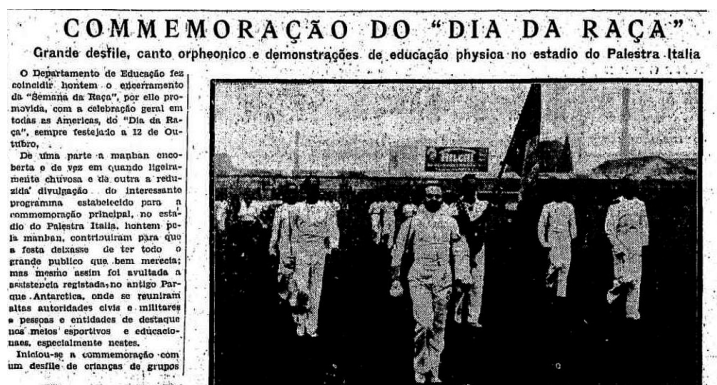 COMMEMORAÇÃO DO "DIA DA RAÇA"
Grande desfile, canto orpheonico e demonstrações de educação physica no estadio do Palestra Italia
O Departamento de Educação fez
coincidir hontem o encerramento
da "Semana da Raça", por elle pro-
movida, com a celebração geral em
todas as Americas, do "Dia da Ra-
ça", sempre festejado a 12 de Ou-
tubro.
De uma parte a manhan enco-
berta e de vez em quando ligeira-
mente chuvosa e da outra a redu-
zida divulgação do interessante
programma estabelecido para a
commemoração principal, no esta-
dio do Palestra Italia, hontem pe-
la manhan, contribuiram para que
a festa deixasse de ter todo o
grande publico que bem merecia;
mas mesmo assim foi avultada a
assistencia registada, no antigo Par-
que Antarctica, onde se reuniram
altas autoridades civis e militares
e pessoas e entidades de destaque
nos meios esportivos e educacio-
naes, especialmente nestes.
Iniciou-se a commemoração com
um desfile de crianças de grupos